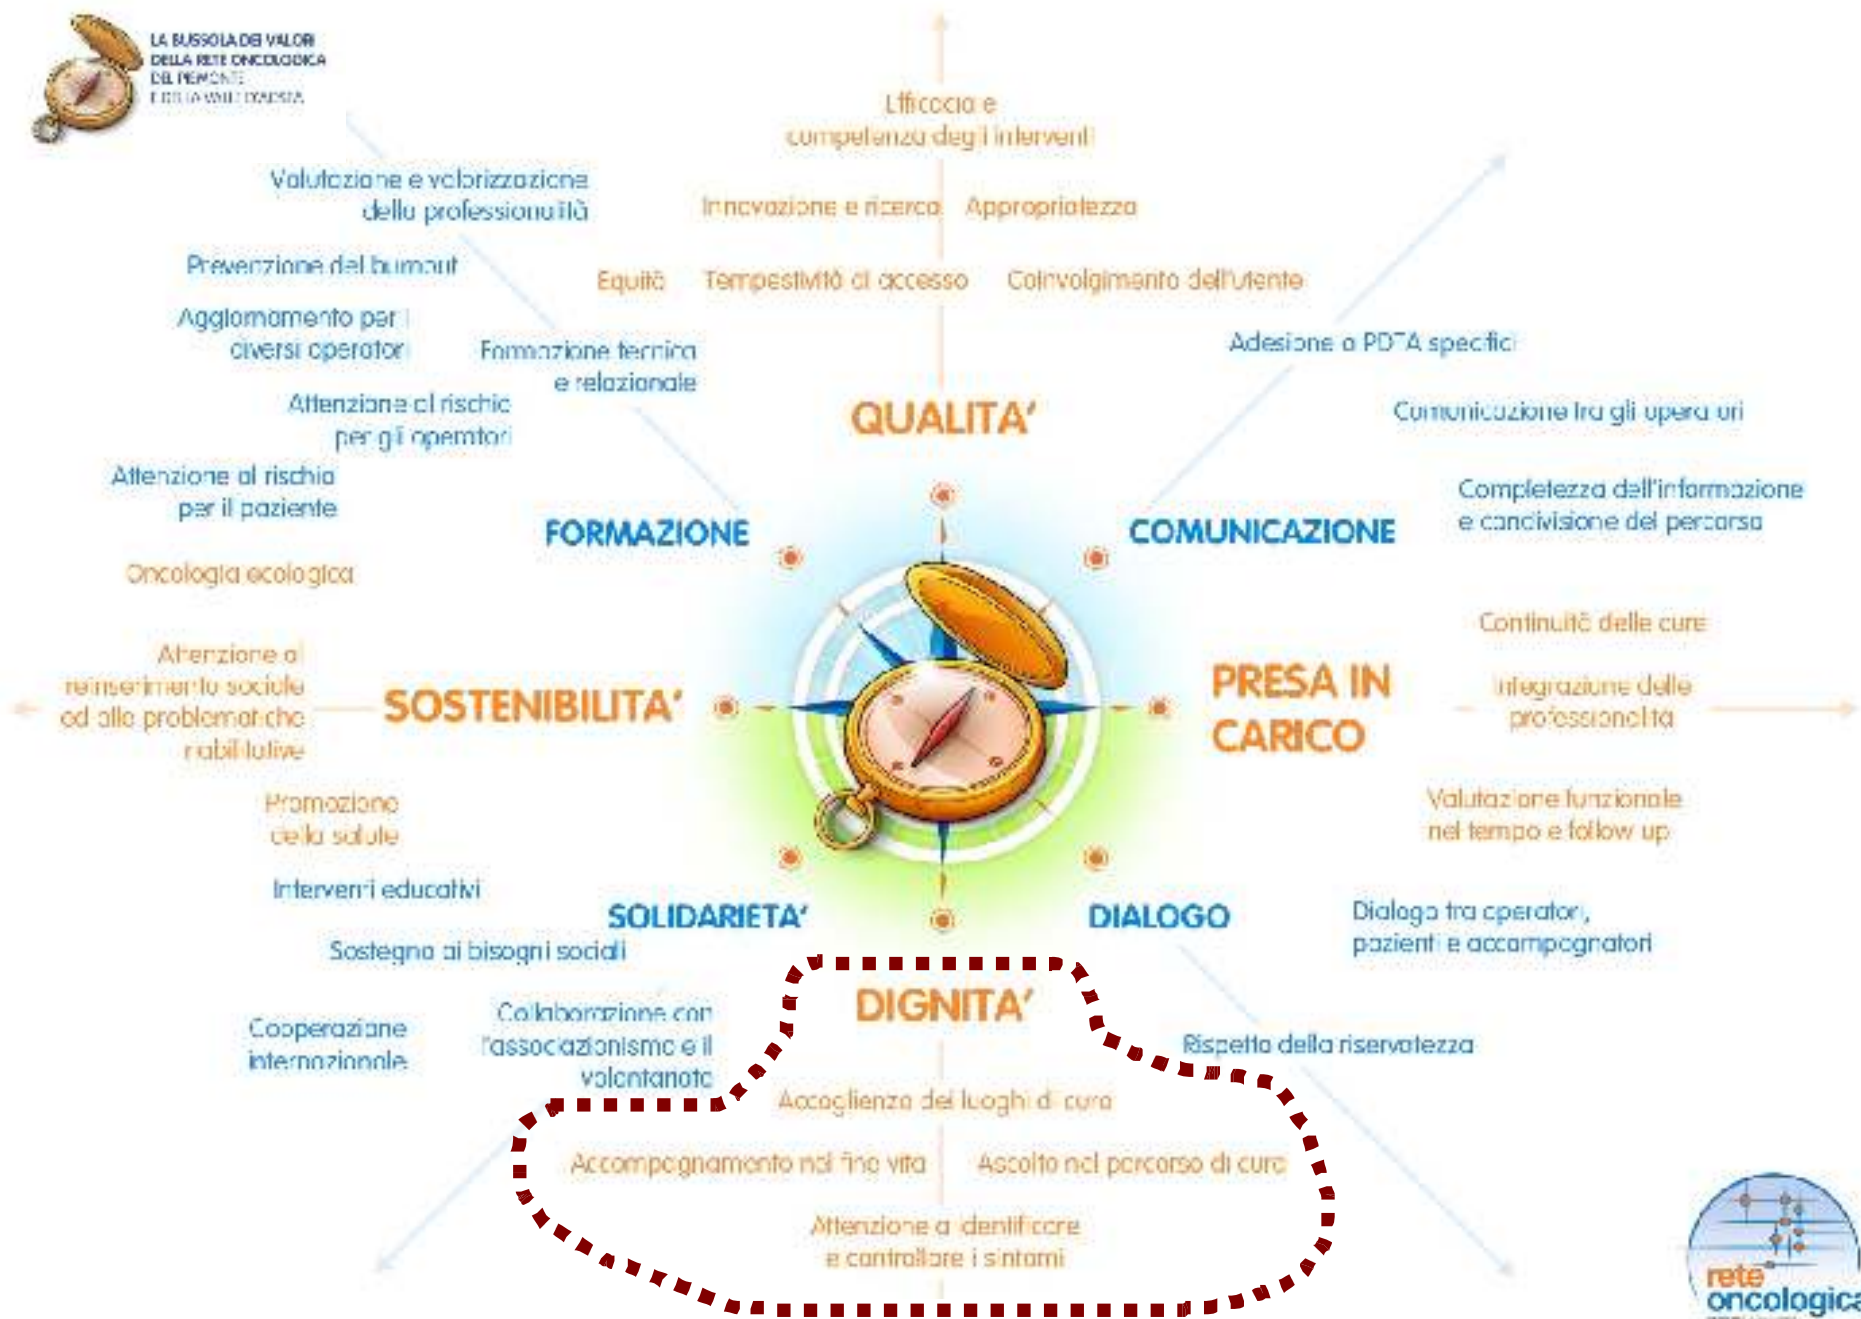 LA BUSSOLA DEI VALORI
DELLA RETE ONCOLOGICA
DEL PIEMONTE
E DELLA VALLE D'AOSTA
Efficacia e
competenza degli interventi
Valutazione e valorizzazione
della professionalità
Innovazione e ricerca
Appropriatezza
Prevenzione del burnout
Equità
Tempestività di accesso
Coinvolgimento dell'utente
Aggiornamento per i
diversi operatori
Formazione tecnica
e relazionale
Adesione a PDTA specifici
Attenzione al rischio
per gli operatori
QUALITA'
Comunicazione tra gli operatori
Attenzione al rischio
per il paziente
Completezza dell'informazione
e condivisione del percorso
FORMAZIONE
COMUNICAZIONE
Oncologia ecologica
Continuità delle cure
Attenzione al
reinserimento sociale
ed alle problematiche
riabilitative
SOSTENIBILITA'
PRESA IN
CARICO
Integrazione delle
professionalità
Promozione
della salute
Valutazione funzionale
nel tempo e follow up
Interventi educativi
SOLIDARIETA'
DIALOGO
Dialogo tra operatori,
pazienti e accompagnatori
Sostegno ai bisogni sociali
DIGNITA'
Cooperazione
internazionale
Collaborazione con
l'associazionismo e il
volontariato
Rispetto della riservatezza
Accoglienza dei luoghi di cura
Accompagnamento nel fine vita
Ascolto nel percorso di cura
Attenzione a identificare
e controllare i sintomi
rete
oncologica